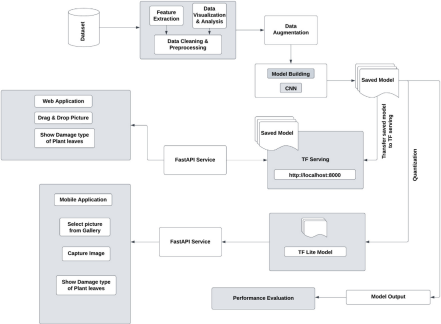 Dataset
Feature
Extraction
Data
Visualization
& Analysis
Data Cleaning &
Preprocessing
Data
Augmentation
Model Building
CNN
Saved Model
Transfer saved model
to TF serving
Quantization
Web Application
Drag & Drop Picture
Show Damage type
of Plant leaves
FastAPI Service
Saved Model
TF Serving
http://localhost:8000
Mobile Application
Select picture
from Gallery
Capture Image
Show Damage type
of Plant leaves
FastAPI Service
TF Lite Model
Performance Evaluation
Model Output